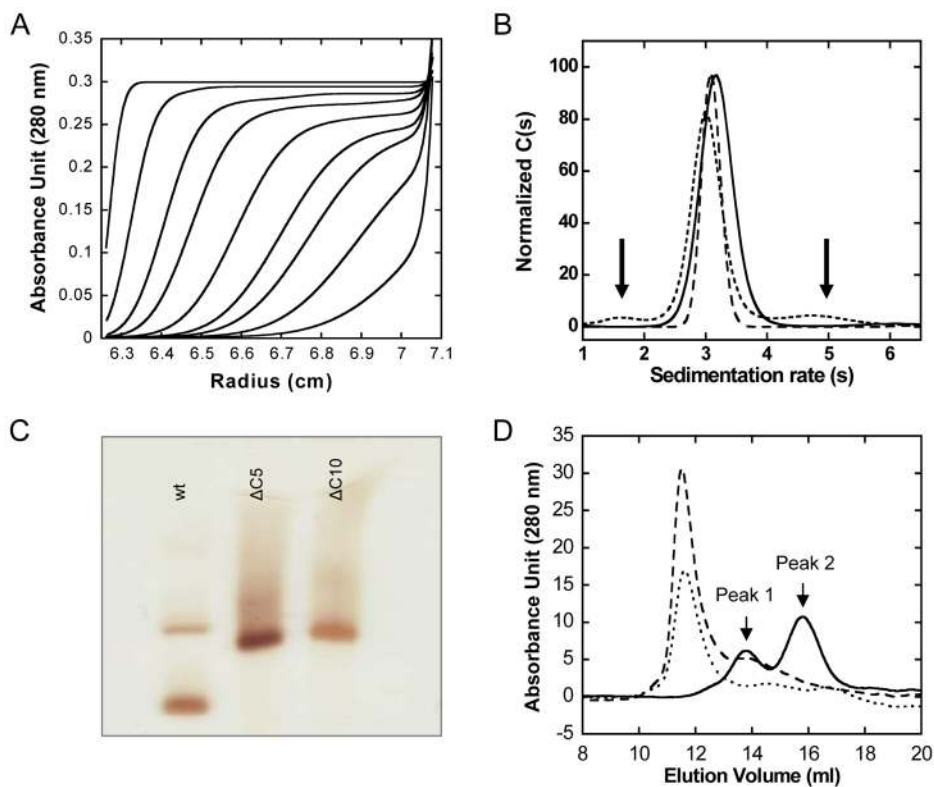 A
0.35
0.3
0.25
0.2
0.15
0.1
0.05
0
Absorbance Unit (280 nm)
6.3 6.4 6.5 6.6 6.7 6.8 6.9 7 7.1
Radius (cm)
B
100
80
60
40
20
0
Normalized C(s)
1 2 3 4 5 6
Sedimentation rate (s)
C
wt ΔC5 ΔC10
D
35
30
25
20
15
10
5
0
-5
Absorbance Unit (280 nm)
Peak 1
Peak 2
8 10 12 14 16 18 20
Elution Volume (ml)